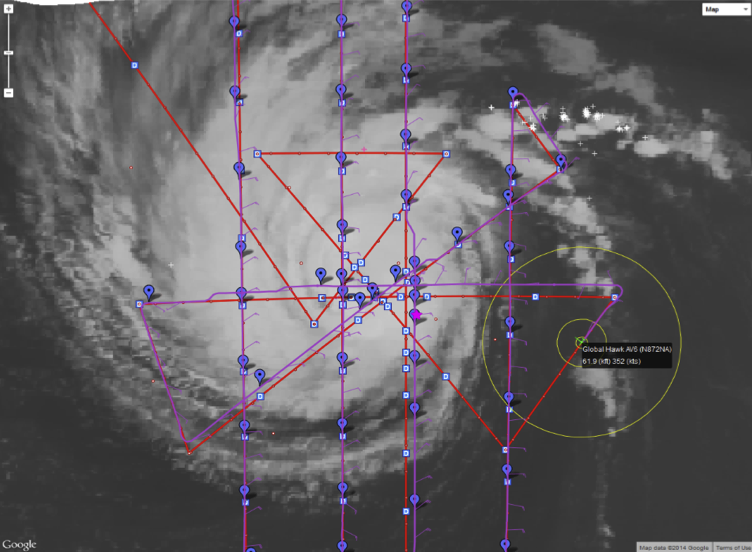 Map
Global Hawk AV6 (N872NA)
61.9 (kft) 352 (kts)
Google
Map data ©2014 Google
Terms of Use